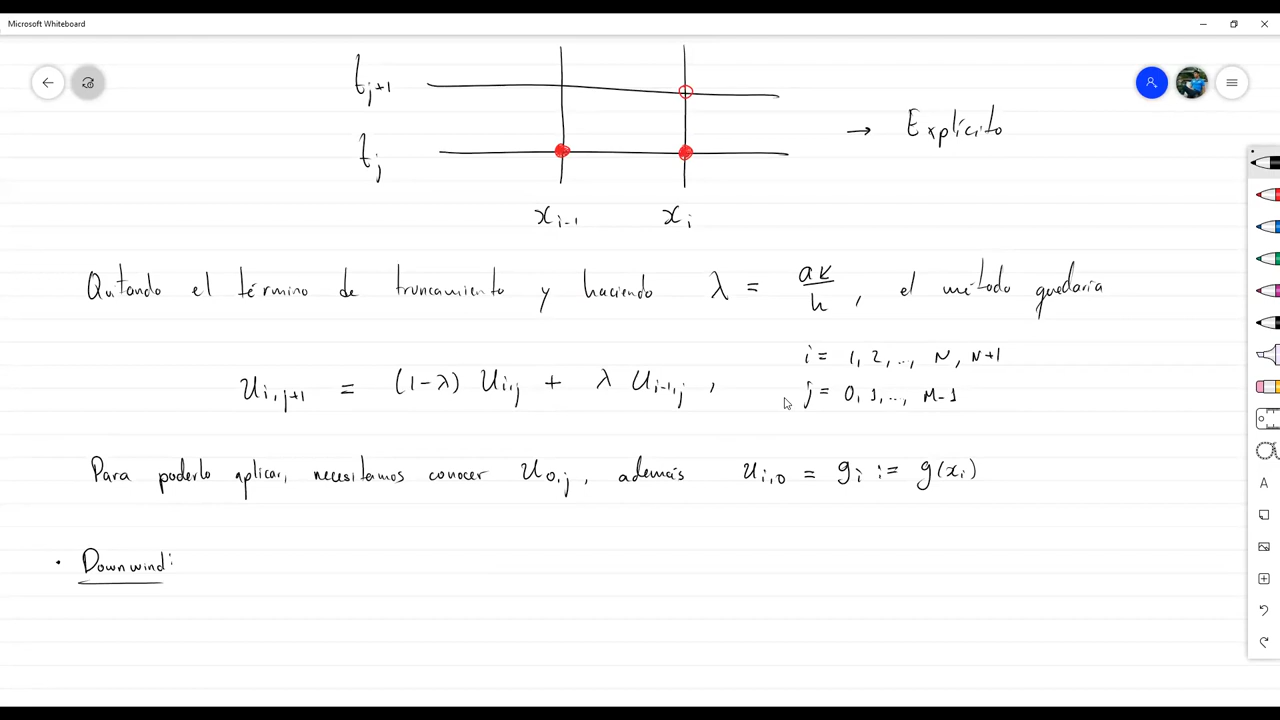 Microsoft Whiteboard
t_{j+1}
→ Explícito
t_j
x_{i-1} x_i
Qutando el término de truncamiento y haciendo λ = ak/h, el método quedaría
i = 1, 2, ..., N, N+1
u_{i,j+1} = (1-λ) u_{i,j} + λ u_{i-1,j},
j = 0, 1, ..., M-1
Para poderlo aplicar, necesitamos conocer u_{0,j}, además u_{i,0} = g_i := g(x_i)
• Downwind:
A